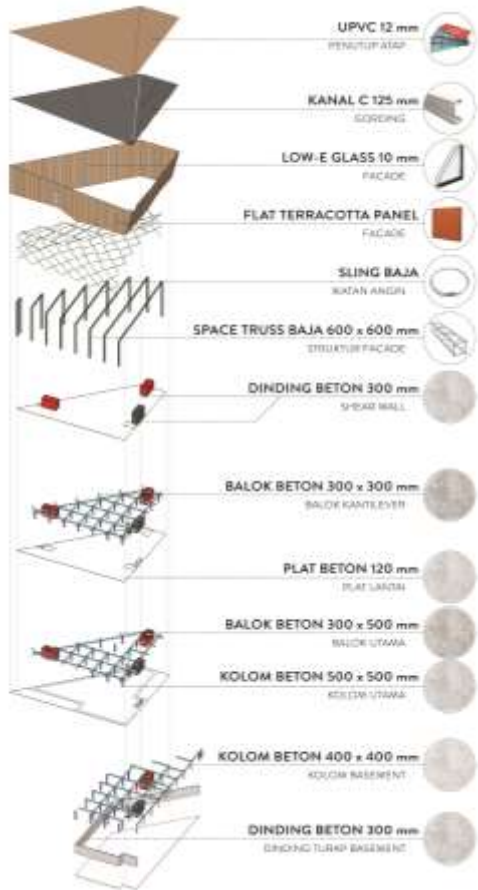 UPVC 12 mm
PENUTUP ATAP
KANAL C 125 mm
GORDING
LOW-E GLASS 10 mm
FACADE
FLAT TERRACOTTA PANEL
FACADE
SLING BAJA
IKATAN ANGIN
SPACE TRUSS BAJA 600 x 600 mm
STRUKTUR FACADE
DINDING BETON 300 mm
SHEAR WALL
BALOK BETON 300 x 300 mm
BALOK KANTILEVER
PLAT BETON 120 mm
PLAT LANTAI
BALOK BETON 300 x 500 mm
BALOK UTAMA
KOLOM BETON 500 x 500 mm
KOLOM UTAMA
KOLOM BETON 400 x 400 mm
KOLOM BASEMENT
DINDING BETON 300 mm
DINDING TURAP BASEMENT